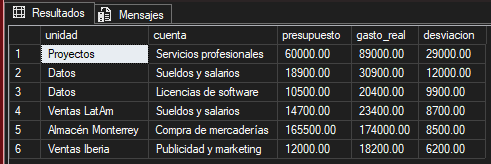 Resultados Mensajes
unidad cuenta presupuesto gasto_real desviacion
1 Proyectos Servicios profesionales 60000.00 89000.00 29000.00
2 Datos Sueldos y salarios 18900.00 30900.00 12000.00
3 Datos Licencias de software 10500.00 20400.00 9900.00
4 Ventas LatAm Sueldos y salarios 14700.00 23400.00 8700.00
5 Almacén Monterrey Compra de mercaderías 165500.00 174000.00 8500.00
6 Ventas Iberia Publicidad y marketing 12000.00 18200.00 6200.00